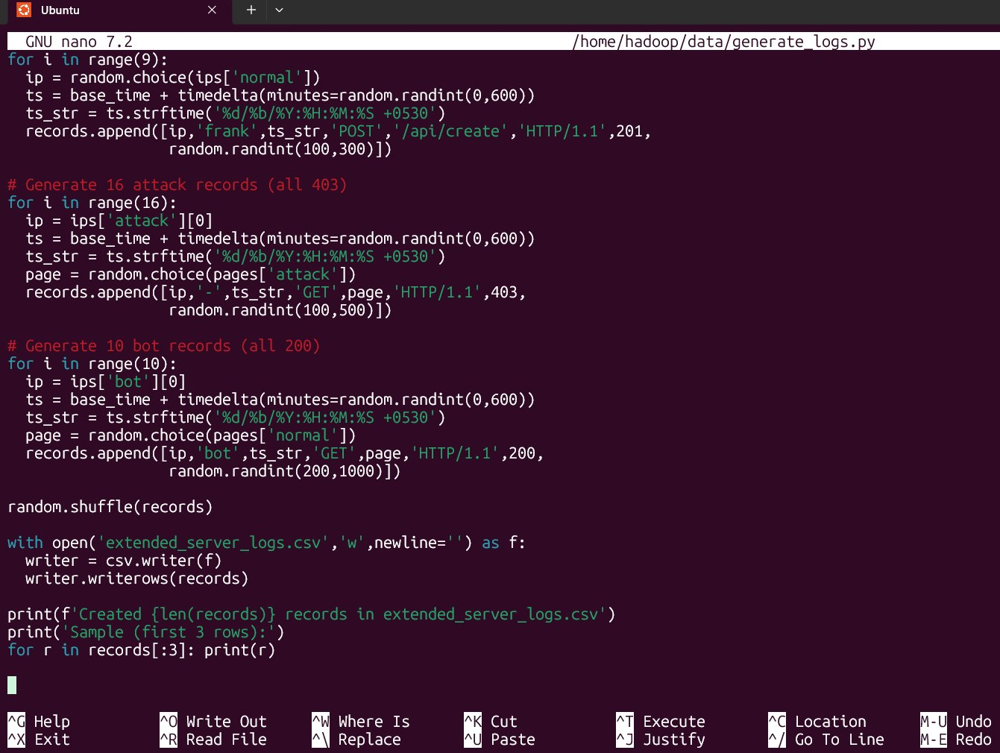 Ubuntu
GNU nano 7.2 /home/hadoop/data/generate_logs.py
for i in range(9):
  ip = random.choice(ips['normal'])
  ts = base_time + timedelta(minutes=random.randint(0,600))
  ts_str = ts.strftime('%d/%b/%Y:%H:%M:%S +0530')
  records.append([ip,'frank',ts_str,'POST','/api/create','HTTP/1.1',201,
                  random.randint(100,300)])
# Generate 16 attack records (all 403)
for i in range(16):
  ip = ips['attack'][0]
  ts = base_time + timedelta(minutes=random.randint(0,600))
  ts_str = ts.strftime('%d/%b/%Y:%H:%M:%S +0530')
  page = random.choice(pages['attack'])
  records.append([ip,'-',ts_str,'GET',page,'HTTP/1.1',403,
                  random.randint(100,500)])
# Generate 10 bot records (all 200)
for i in range(10):
  ip = ips['bot'][0]
  ts = base_time + timedelta(minutes=random.randint(0,600))
  ts_str = ts.strftime('%d/%b/%Y:%H:%M:%S +0530')
  page = random.choice(pages['normal'])
  records.append([ip,'bot',ts_str,'GET',page,'HTTP/1.1',200,
                  random.randint(200,1000)])
random.shuffle(records)
with open('extended_server_logs.csv','w',newline='') as f:
  writer = csv.writer(f)
  writer.writerows(records)
print(f'Created {len(records)} records in extended_server_logs.csv')
print('Sample (first 3 rows):')
for r in records[:3]: print(r)
^G Help ^O Write Out ^W Where Is ^K Cut ^T Execute ^C Location M-U Undo
^X Exit ^R Read File ^\ Replace ^U Paste ^J Justify ^/ Go To Line M-E Redo